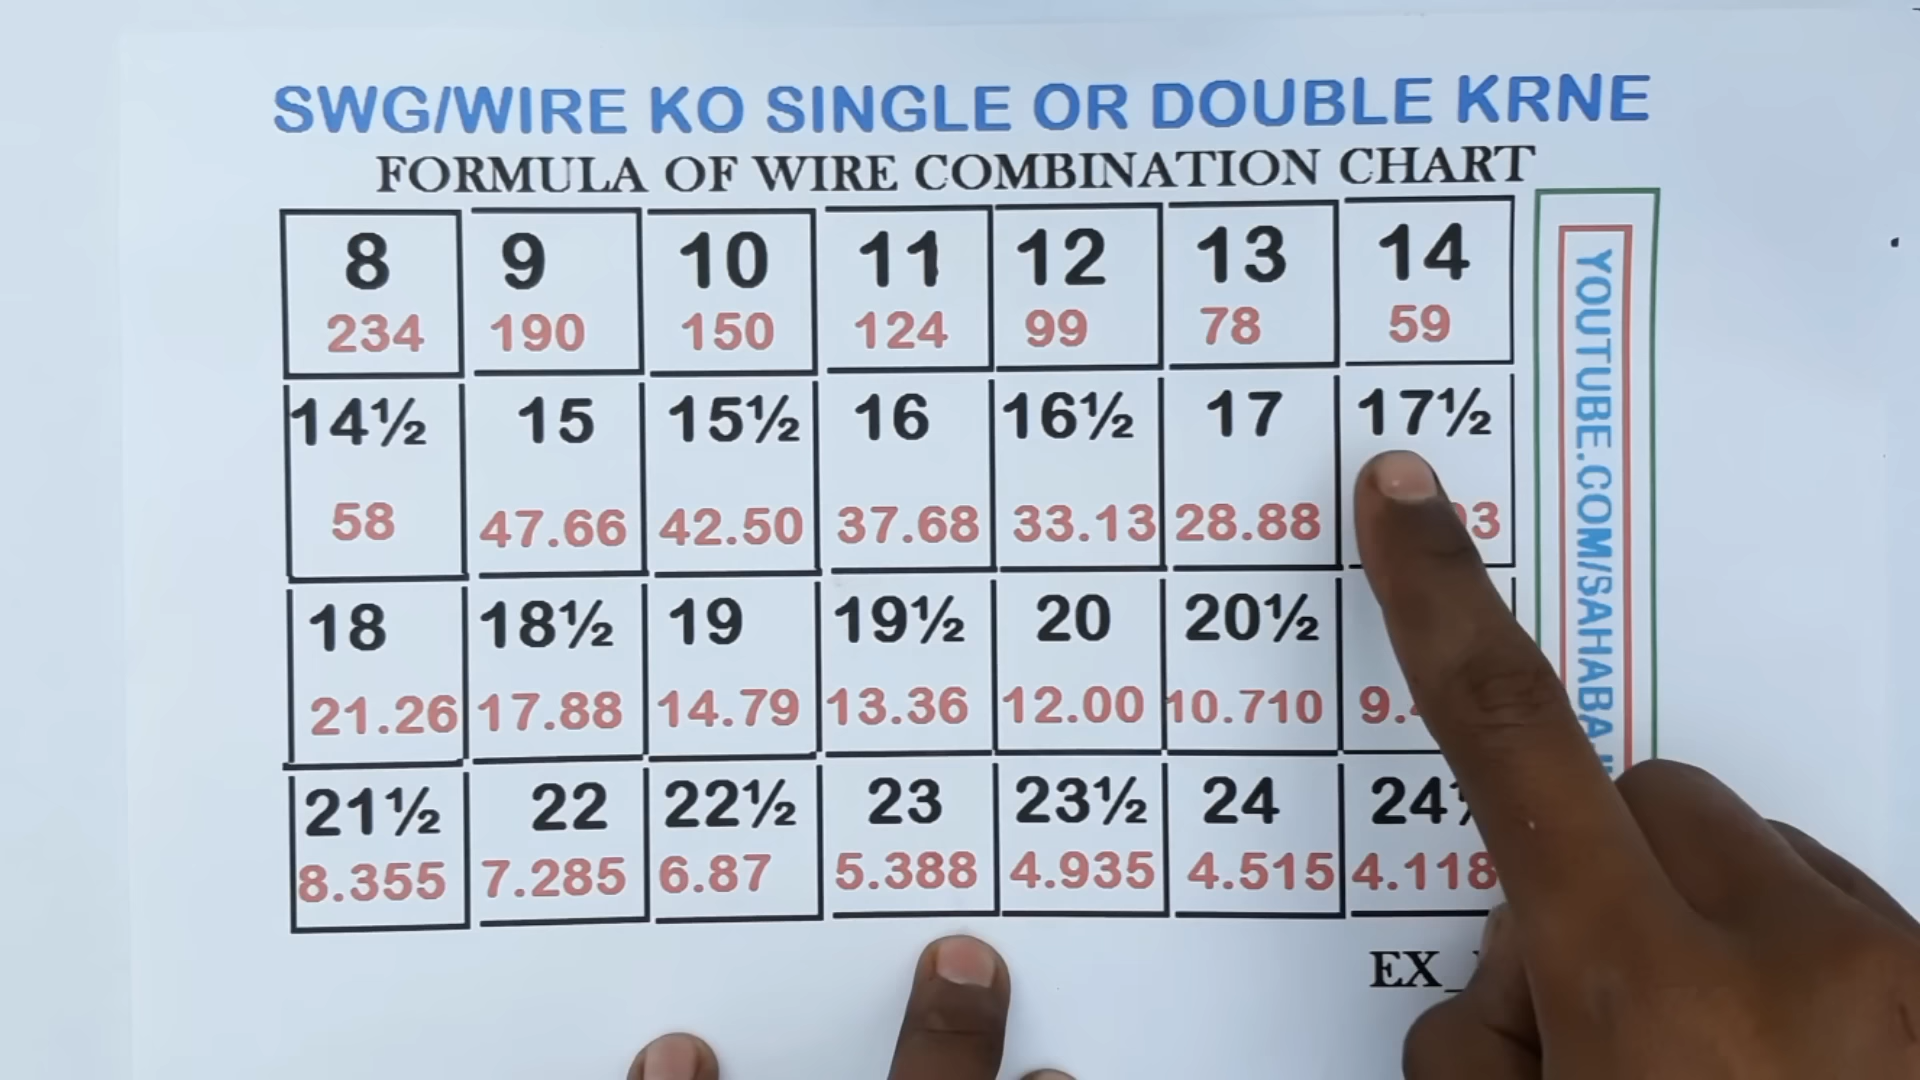 SWG/WIRE KO SINGLE OR DOUBLE KRNE
FORMULA OF WIRE COMBINATION CHART
8 9 10 11 12 13 14
234 190 150 124 99 78 59
14½ 15 15½ 16 16½ 17 17½
58 47.66 42.50 37.68 33.13 28.88
18 18½ 19 19½ 20 20½
21.26 17.88 14.79 13.36 12.00 10.710
21½ 22 22½ 23 23½ 24
8.355 7.285 6.87 5.388 4.935 4.515 4.118
EX_
YOUTUBE.COM/SAHABA